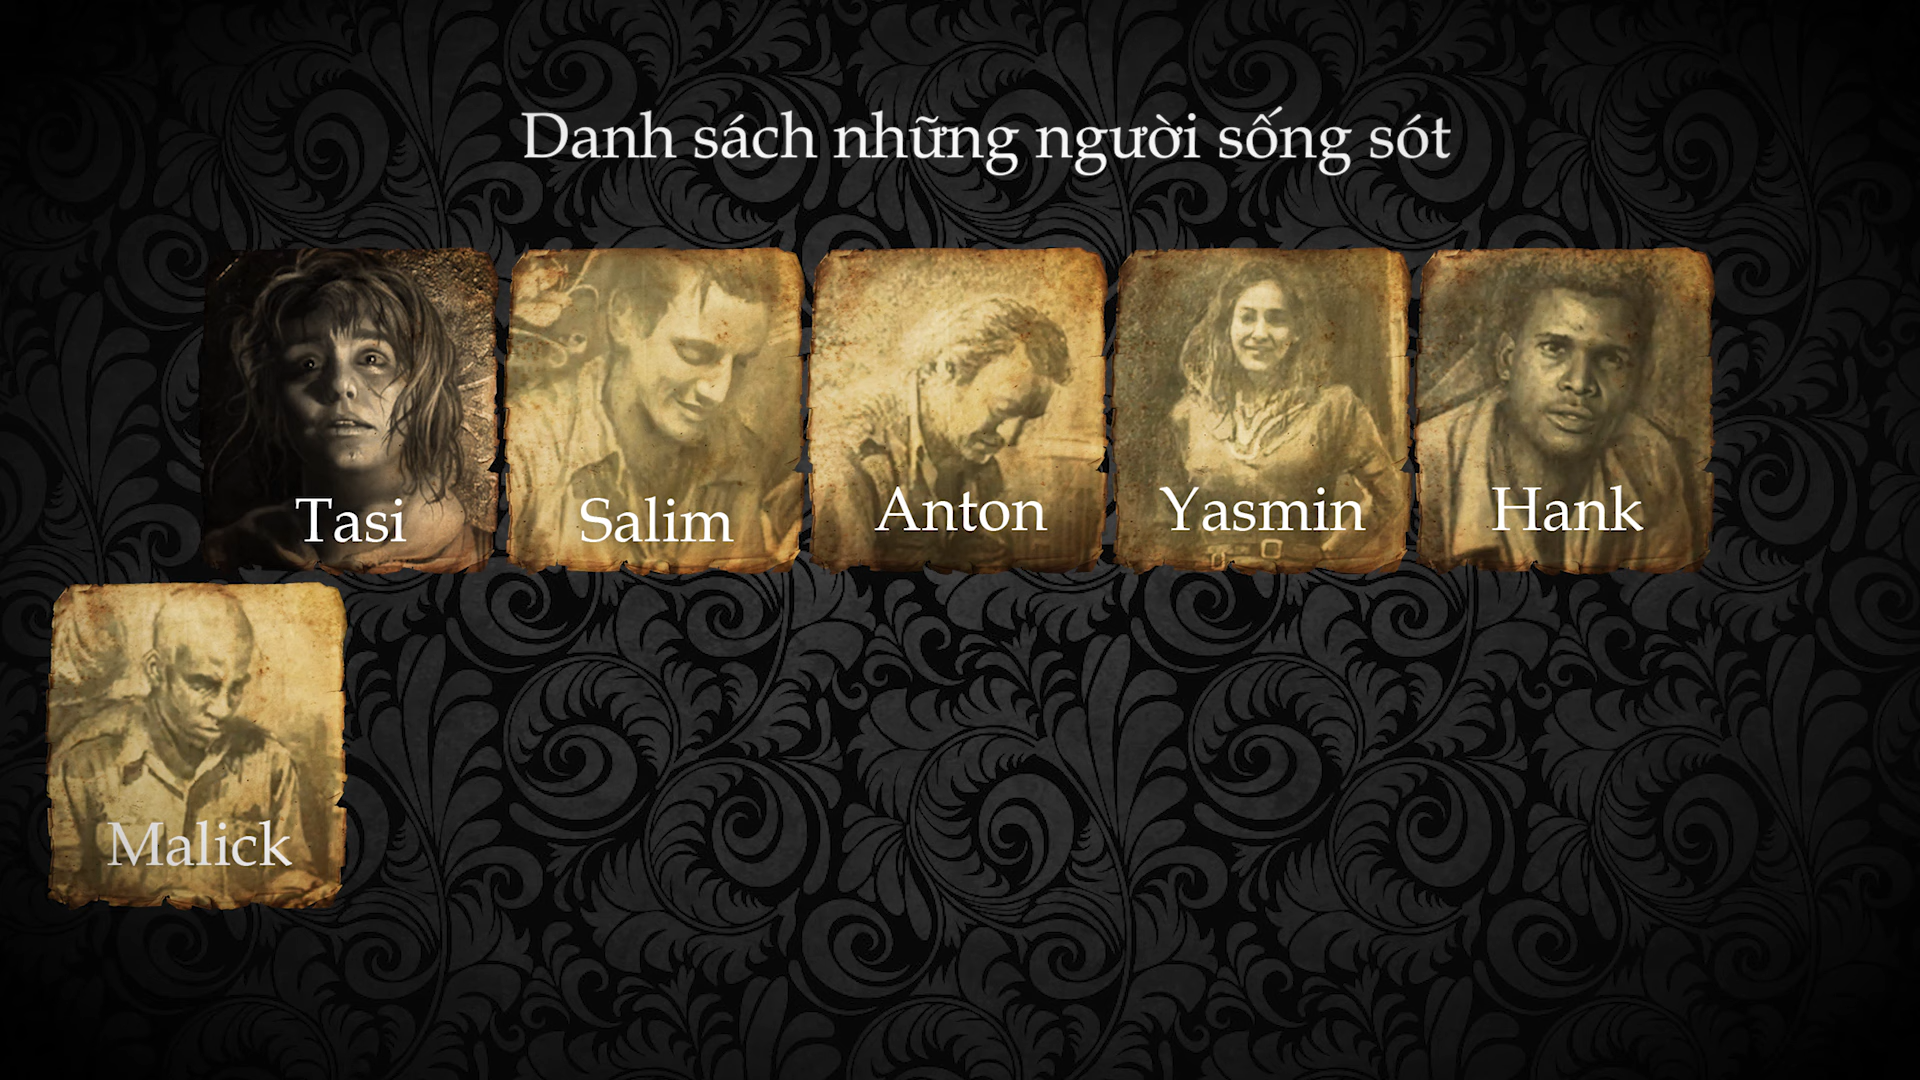 Danh sách những người sống sót
Tasi
Salim
Anton
Yasmin
Hank
Malick